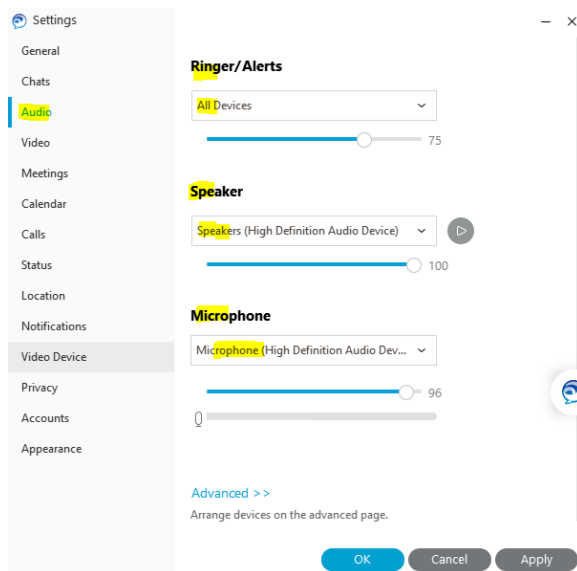 Settings
General
Chats
Audio
Video
Meetings
Calendar
Calls
Status
Location
Notifications
Video Device
Privacy
Accounts
Appearance
Ringer/Alerts
All Devices
75
Speaker
Speakers (High Definition Audio Device)
100
Microphone
Microphone (High Definition Audio Dev...
96
Advanced >>
Arrange devices on the advanced page.
OK Cancel Apply